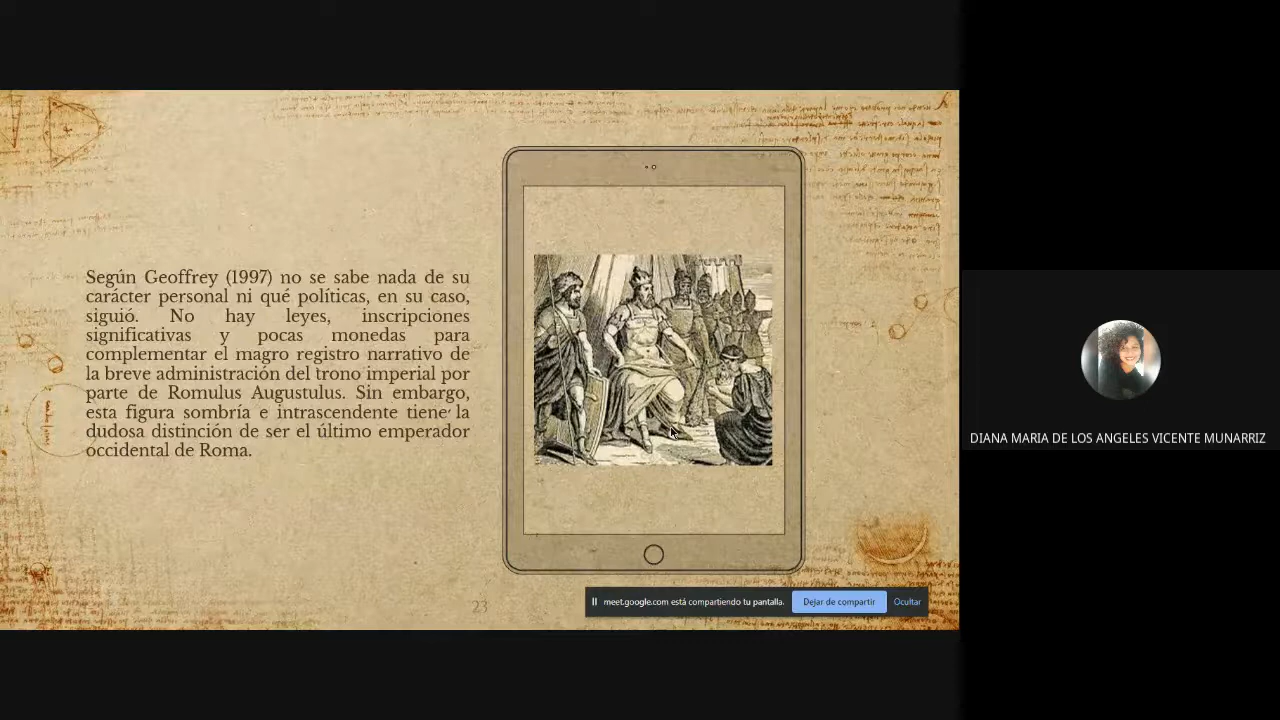 Según Geoffrey (1997) no se sabe nada de su
carácter personal ni qué políticas, en su caso,
siguió. No hay leyes, inscripciones
significativas y pocas monedas para
complementar el magro registro narrativo de
la breve administración del trono imperial por
parte de Romulus Augustulus. Sin embargo,
esta figura sombría e intrascendente tiene la
dudosa distinción de ser el último emperador
occidental de Roma.
23
meet.google.com está compartiendo tu pantalla. Dejar de compartir Ocultar
DIANA MARIA DE LOS ANGELES VICENTE MUNARRIZ